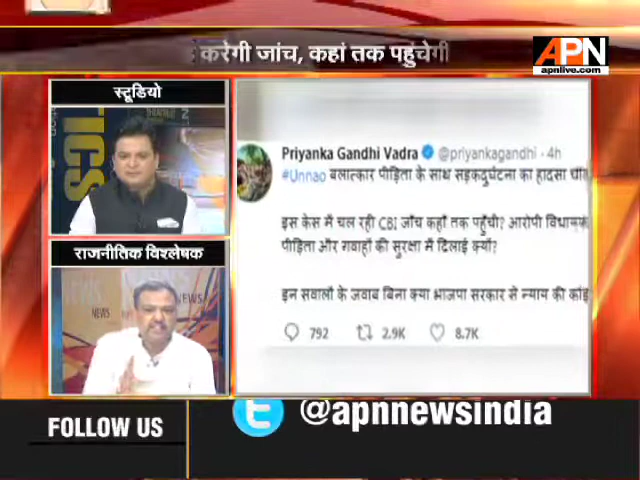 करेगी जांच, कहां तक पहुंचेगी
APN
apnlive.com
स्टूडियो
राजनीतिक विश्लेषक
NEWS
Priyanka Gandhi Vadra @priyankagandhi · 4h
#Unnao बलात्कार पीड़िता के साथ सड़क दुर्घटना का हादसा
इस केस में चल रही CBI जाँच कहाँ तक पहुँची? आरोपी
पीड़िता और गवाहों की सुरक्षा में ढिलाई क्यों?
इन सवालों के जवाब बिना क्या भाजपा सरकार से न्याय की
792 2.9K 8.7K
FOLLOW US
@apnnewsindia